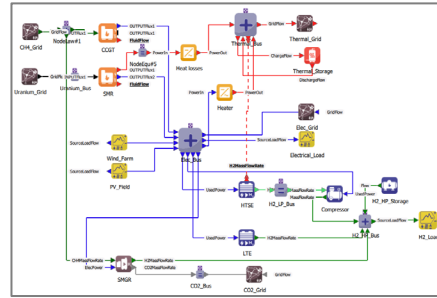 GridFlow
NodeLaw#1
OUTPUTFlux1
OUTPUTFlux2
CH4_Grid
CCGT
FluidFlow
Thermal_Bus
GridFlow
Thermal_Grid
NodeEqu#5
PowerIn
PowerOut
Heat losses
ChargeFlow
Thermal_Storage
DischargeFlow
Uranium_Grid
Uranium_Bus
OUTPUTFlux1
OUTPUTFlux2
SMR
FluidFlow
PowerIn
PowerOut
Heater
GridFlow
Elec_Grid
SourceLoadFlow
Wind_Farm
Elec_Bus
SourceLoadFlow
Electrical_Load
SourceLoadFlow
PV_Field
H2MassFlowRate
UsedPower
H2MassFlowRate
HTSE
H2_LP_Bus
MassFlowRate
UsedPower
Compressor
Flow
H2_HP_Storage
SourceLoadFlow
H2_Load
UsedPower
H2MassFlowRate
LTE
CH4MassFlowRate
ElecPower
H2MassFlowRate
CO2MassFlowRate
SMGR
CO2_Bus
GridFlow
CO2_Grid